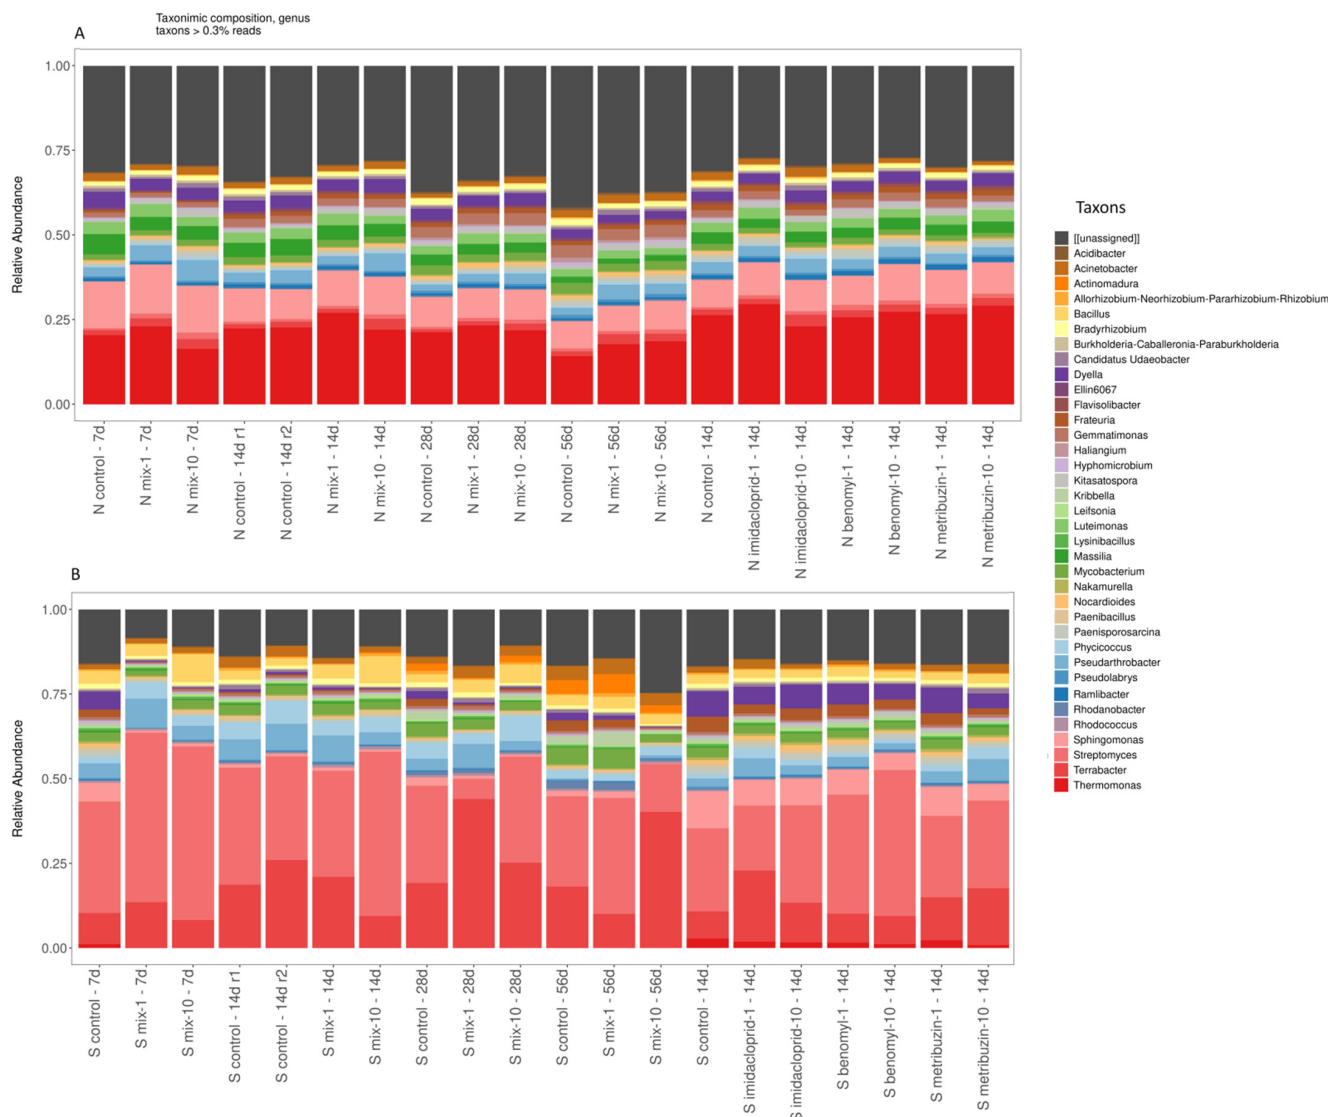 Taxonimic composition, genus
taxons > 0.3% reads
A
Relative Abundance
1.00
0.75
0.50
0.25
0.00
N control - 7d.
N mix-1 - 7d.
N mix-10 - 7d.
N control - 14d r1.
N control - 14d r2.
N mix-1 - 14d.
N mix-10 - 14d.
N control - 28d.
N mix-1 - 28d.
N mix-10 - 28d.
N control - 56d.
N mix-1 - 56d.
N mix-10 - 56d.
N control - 14d.
N imidacloprid-1 - 14d.
N imidacloprid-10 - 14d.
N benomyl-1 - 14d.
N benomyl-10 - 14d.
N metribuzin-1 - 14d.
N metribuzin-10 - 14d.
B
Relative Abundance
1.00
0.75
0.50
0.25
0.00
S control - 7d.
S mix-1 - 7d.
S mix-10 - 7d.
S control - 14d r1.
S control - 14d r2.
S mix-1 - 14d.
S mix-10 - 14d.
S control - 28d.
S mix-1 - 28d.
S mix-10 - 28d.
S control - 56d.
S mix-1 - 56d.
S mix-10 - 56d.
S control - 14d.
S imidacloprid-1 - 14d.
S imidacloprid-10 - 14d.
S benomyl-1 - 14d.
S benomyl-10 - 14d.
S metribuzin-1 - 14d.
S metribuzin-10 - 14d.
Taxons
[[unassigned]]
Acidibacter
Acinetobacter
Actinomadura
Allorhizobium-Neorhizobium-Pararhizobium-Rhizobium
Bacillus
Bradyrhizobium
Burkholderia-Caballeronia-Paraburkholderia
Candidatus Udaeobacter
Dyella
Ellin6067
Flavisolibacter
Frateuria
Gemmatimonas
Haliangium
Hyphomicrobium
Kitasatospora
Kribbella
Leifsonia
Luteimonas
Lysinibacillus
Massilia
Mycobacterium
Nakamurella
Nocardioides
Paenibacillus
Paenisporosarcina
Phycicoccus
Pseudarthrobacter
Pseudolabrys
Ramlibacter
Rhodanobacter
Rhodococcus
Sphingomonas
Streptomyces
Terrabacter
Thermomonas